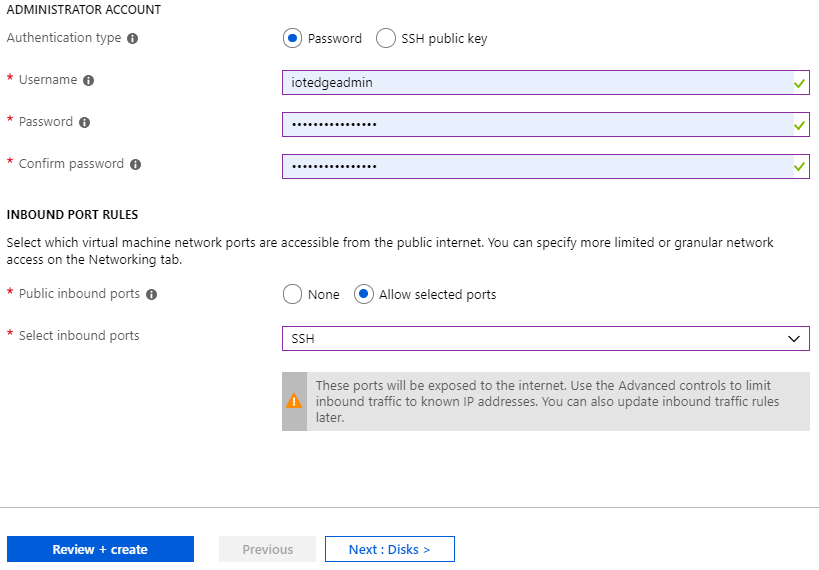 ADMINISTRATOR ACCOUNT
Authentication type Password SSH public key
* Username iotedgeadmin
* Password ••••••••••••••••
* Confirm password ••••••••••••••••
INBOUND PORT RULES
Select which virtual machine network ports are accessible from the public internet. You can specify more limited or granular network
access on the Networking tab.
* Public inbound ports None Allow selected ports
* Select inbound ports SSH
These ports will be exposed to the internet. Use the Advanced controls to limit
inbound traffic to known IP addresses. You can also update inbound traffic rules
later.
Review + create Previous Next : Disks >